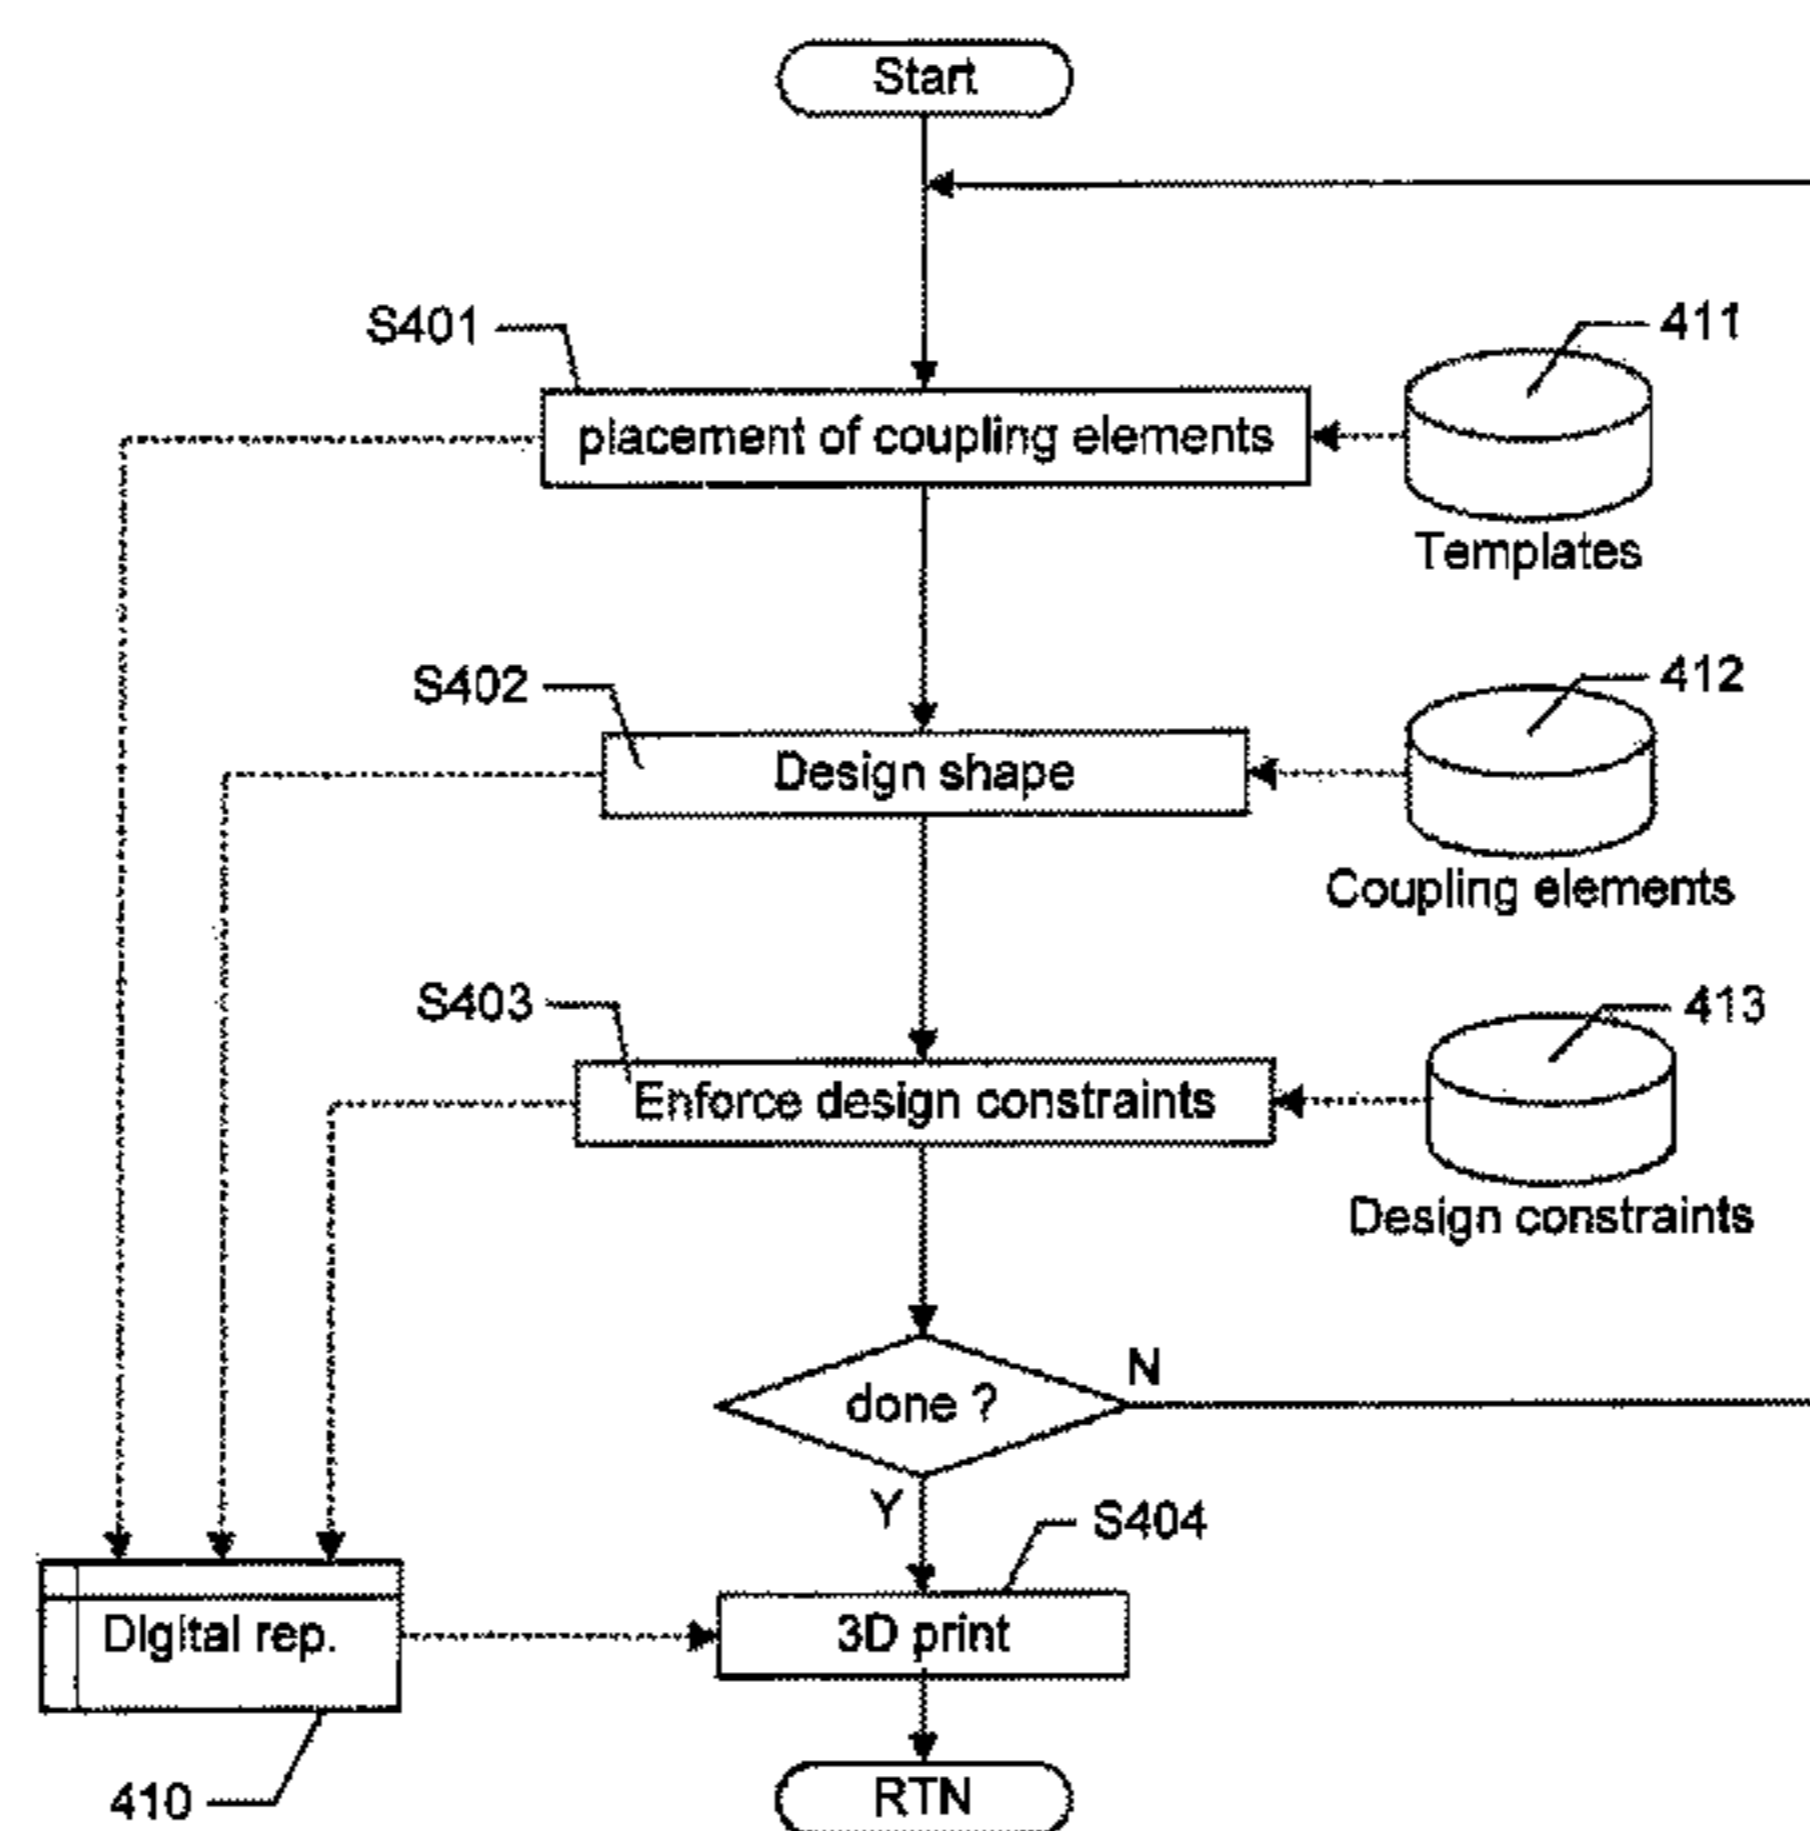 Start
S401
411
placement of coupling elements
Templates
S402
412
Design shape
Coupling elements
S403
413
Enforce design constraints
Design constraints
done ?
N
Y
S404
Digital rep.
3D print
410
RTN